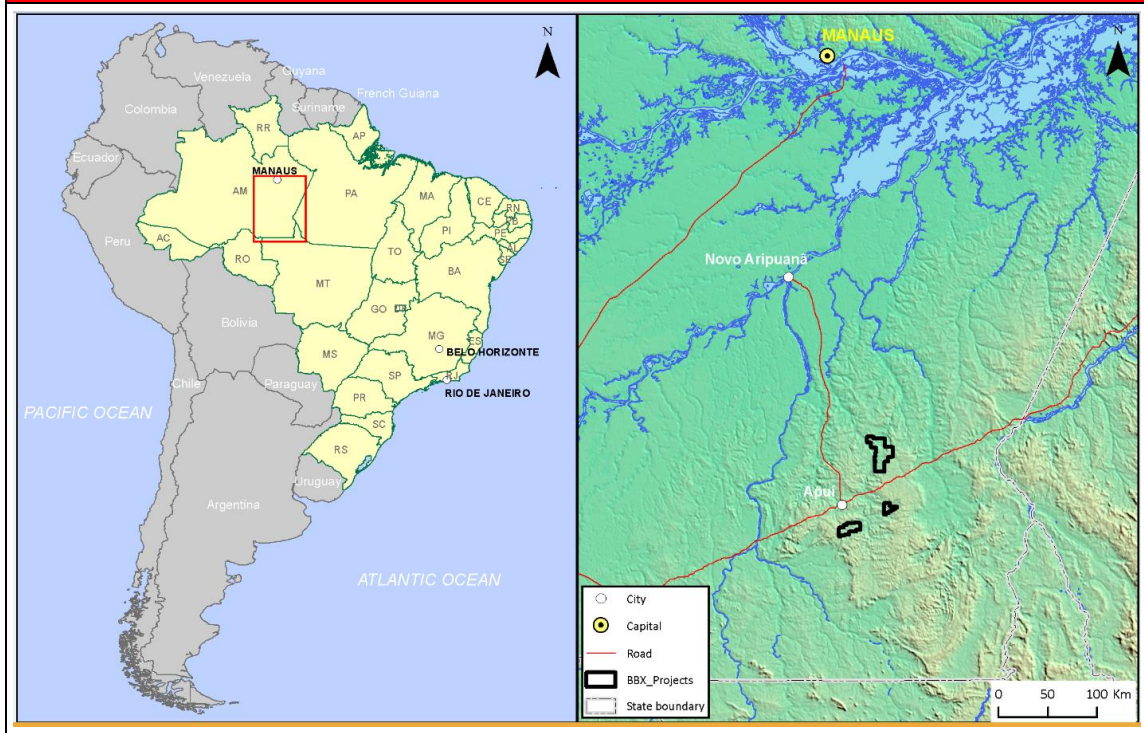 N
Venezuela
Guyana
Suriname
French Guiana
Colombia
RR
AP
Ecuador
MANAUS
AM
PA
MA
CE
RN
PB
PE
AL
SE
PI
AC
TO
Peru
RO
BA
MT
GO
DF
Bolivia
MG
ES
MS
BELO HORIZONTE
SP
RJ
RIO DE JANEIRO
Chile
Paraguay
PR
PACIFIC OCEAN
SC
RS
Uruguay
Argentina
ATLANTIC OCEAN
MANAUS
N
Novo Aripuanã
Apuí
City
Capital
Road
BBX_Projects
State boundary
0 50 100 Km